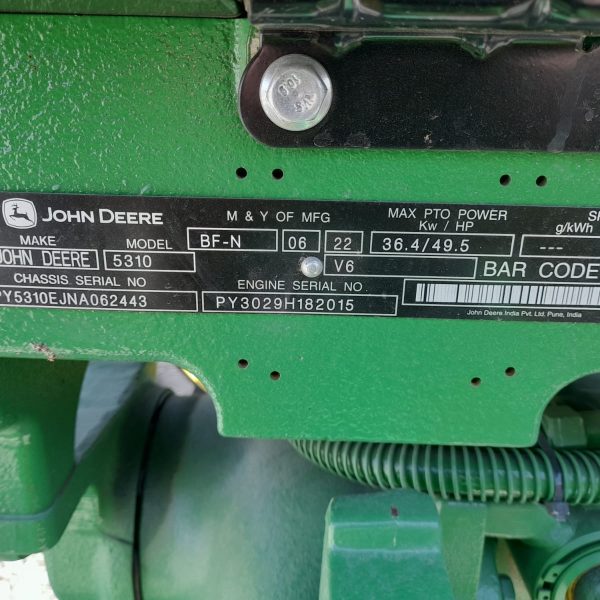 JOHN DEERE
M & Y OF MFG
MAX PTO POWER
Kw / HP
g/kWh
MAKE
MODEL
BF-N
06
22
36.4/49.5
---
JOHN DEERE
5310
V6
BAR CODE
CHASSIS SERIAL NO
ENGINE SERIAL NO
PY5310EJNA062443
PY3029H182015
John Deere India Pvt. Ltd. Pune, India